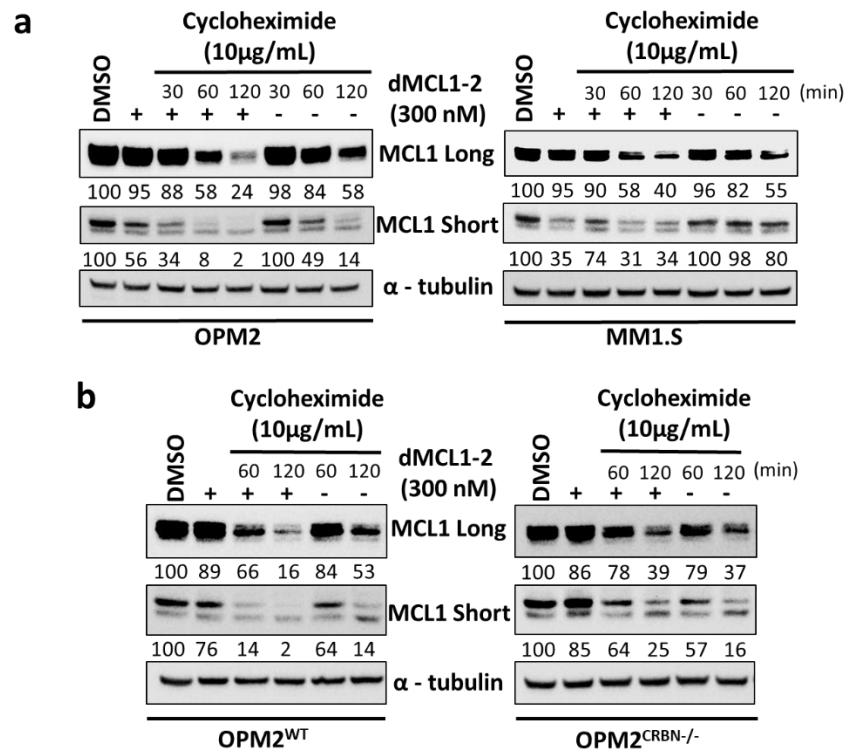 a
Cycloheximide
(10µg/mL)
Cycloheximide
(10µg/mL)
DMSO
30 60 120 30 60 120
dMCL1-2
DMSO
30 60 120 30 60 120 (min)
+ + + + - - -
(300 nM)
+ + + + - - -
MCL1 Long
100 95 88 58 24 98 84 58
100 95 90 58 40 96 82 55
MCL1 Short
100 56 34 8 2 100 49 14
100 35 74 31 34 100 98 80
α - tubulin
OPM2
MM1.S
b
Cycloheximide
(10µg/mL)
Cycloheximide
(10µg/mL)
DMSO
60 120 60 120
dMCL1-2
DMSO
60 120 60 120 (min)
+ + + - -
(300 nM)
+ + + - -
MCL1 Long
100 89 66 16 84 53
100 86 78 39 79 37
MCL1 Short
100 76 14 2 64 14
100 85 64 25 57 16
α - tubulin
OPM2WT
OPM2CRBN-/-